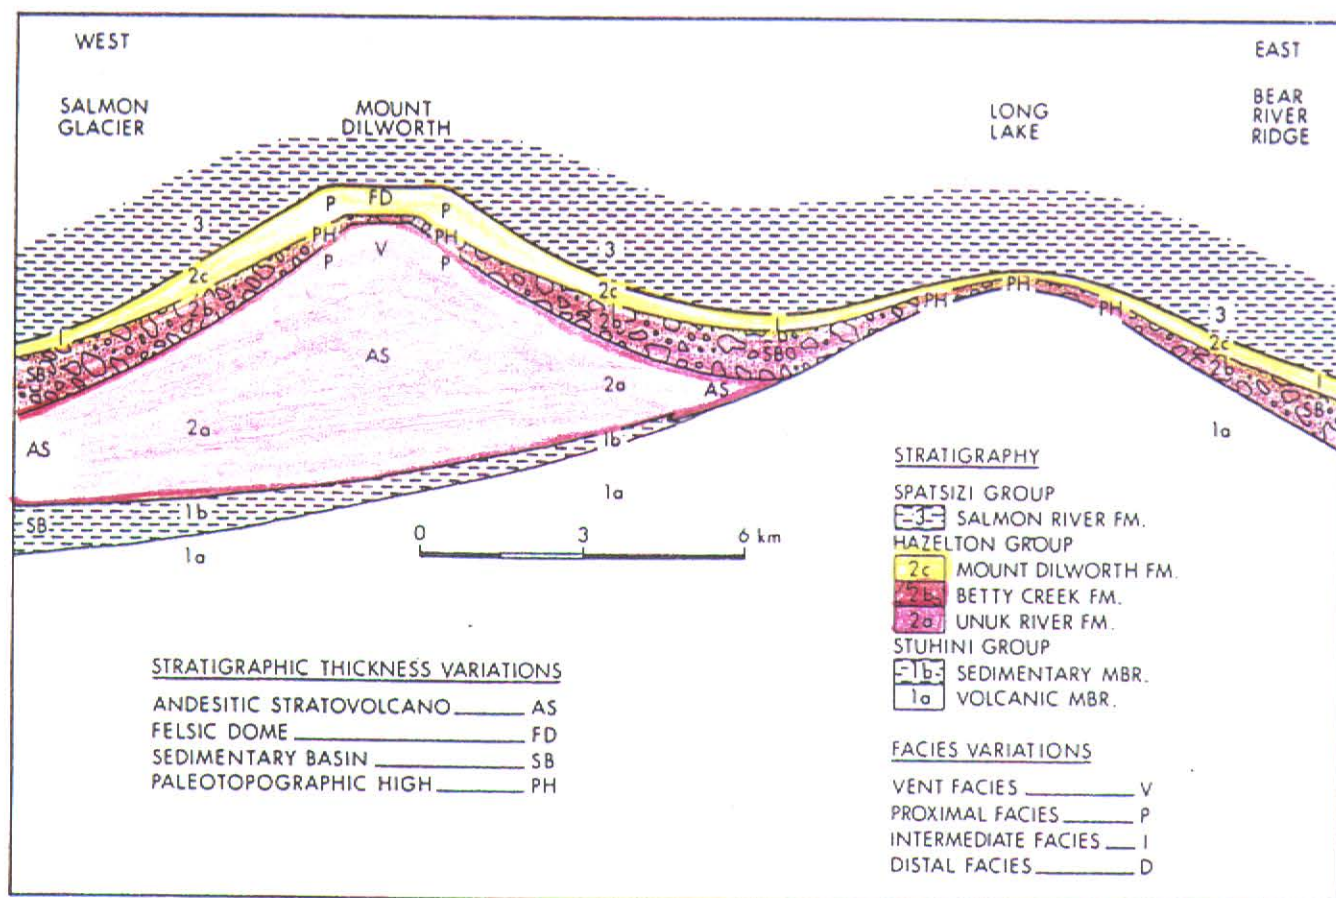 WEST
EAST
SALMON
GLACIER
MOUNT
DILWORTH
LONG
LAKE
BEAR
RIVER
RIDGE
P FD P
3
PH V PH
P P
3
2c
2c
PH PH PH
3
2b
2b
I
I
SB
SB
2c
2b
I
SB
AS
2a
AS
1a
2a
AS
1b
1b
SB
1a
1a
0 3 6 km
STRATIGRAPHY
SPATSIZI GROUP
3 SALMON RIVER FM.
HAZELTON GROUP
2c MOUNT DILWORTH FM.
2b BETTY CREEK FM.
2a UNUK RIVER FM.
STUHINI GROUP
1b SEDIMENTARY MBR.
1a VOLCANIC MBR.
STRATIGRAPHIC THICKNESS VARIATIONS
ANDESITIC STRATOVOLCANO AS
FELSIC DOME FD
SEDIMENTARY BASIN SB
PALEOTOPOGRAPHIC HIGH PH
FACIES VARIATIONS
VENT FACIES V
PROXIMAL FACIES P
INTERMEDIATE FACIES I
DISTAL FACIES D